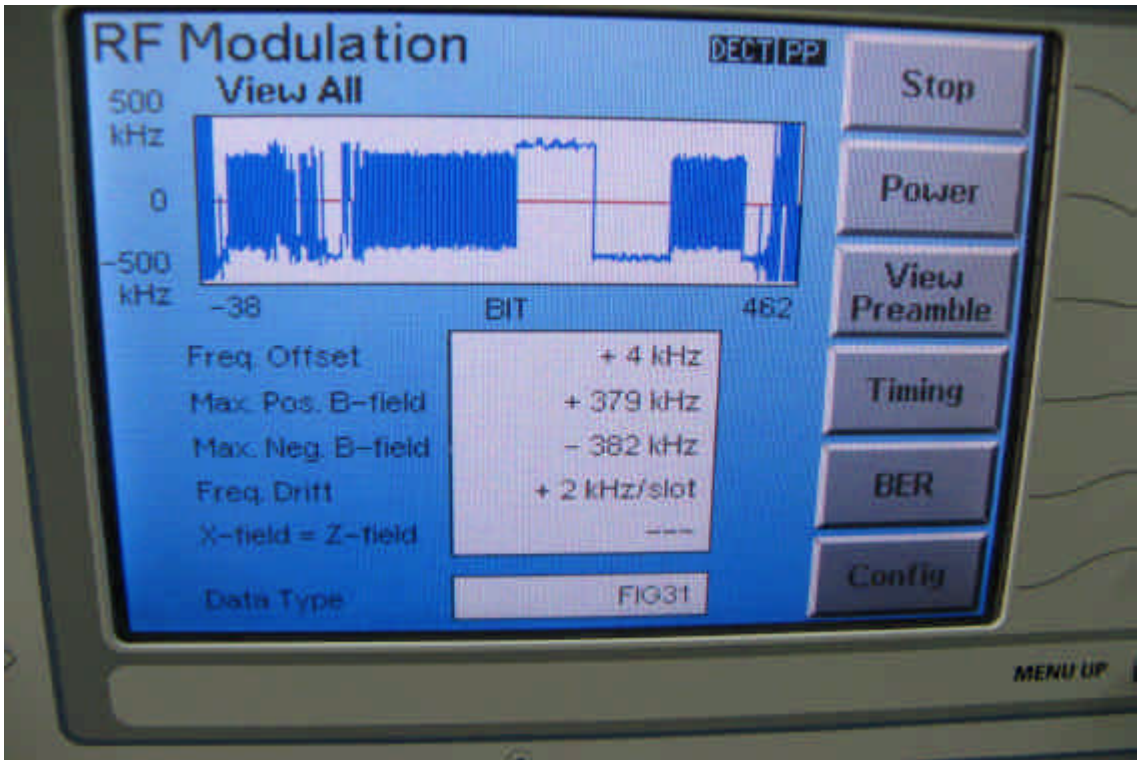 RF Modulation
DECT PP
View All
500
kHz
0
-500
kHz
-38
BIT
462
Freq. Offset
+ 4 kHz
Max. Pos. B-field
+ 379 kHz
Max. Neg. B-field
- 382 kHz
Freq. Drift
+ 2 kHz/slot
X-field = Z-field
---
Data Type
FIG31
Stop
Power
View
Preamble
Timing
BER
Config
MENU UP